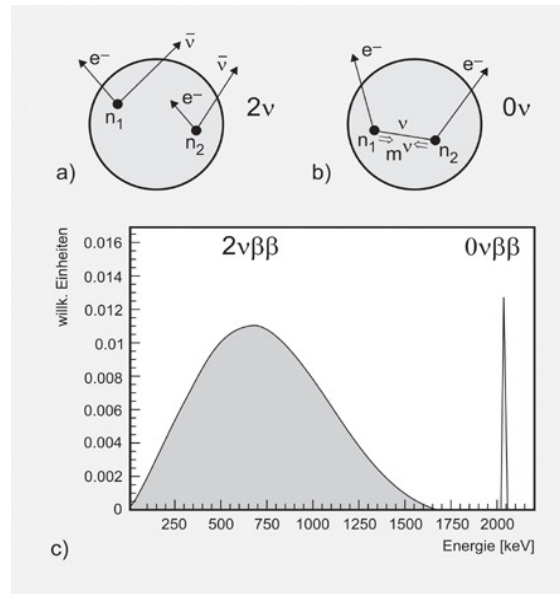 e⁻ ν̄
ν̄
e⁻
n₁
n₂
2ν
a)
e⁻ e⁻
ν
n₁ ⇒ mᵛ ⇐ n₂
0ν
b)
willk. Einheiten
2νββ 0νββ
0.016
0.014
0.012
0.01
0.008
0.006
0.004
0.002
0
250 500 750 1000 1250 1500 1750 2000
Energie [keV]
c)